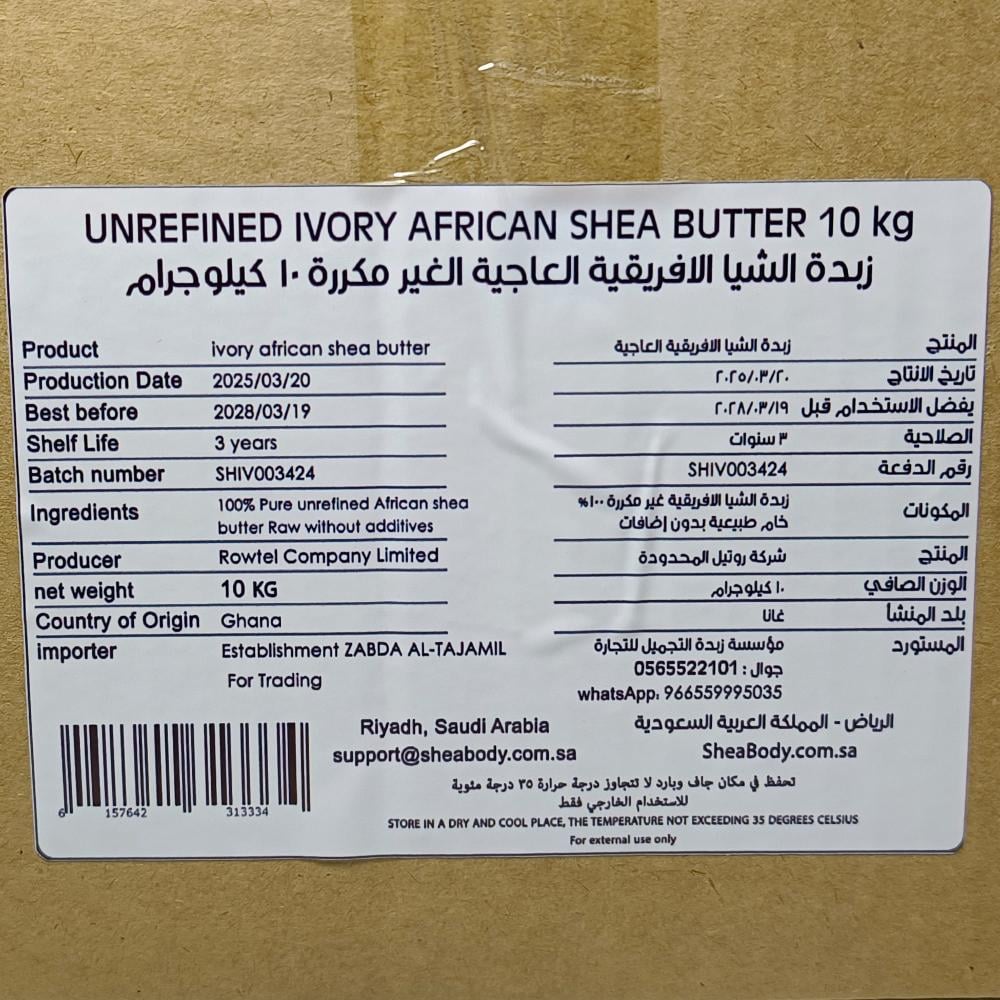 UNREFINED IVORY AFRICAN SHEA BUTTER 10 kg
زبدة الشيا الافريقية العاجية الغير مكررة ١٠ كيلوجرام
Product ivory african shea butter
Production Date 2025/03/20
Best before 2028/03/19
Shelf Life 3 years
Batch number SHIV003424
Ingredients 100% Pure unrefined African shea
butter Raw without additives
Producer Rowtel Company Limited
net weight 10 KG
Country of Origin Ghana
importer Establishment ZABDA AL-TAJAMIL
For Trading
المنتج زبدة الشيا الافريقية العاجية
تاريخ الانتاج ٢٠٢٥/٠٣/٢٠
يفضل الاستخدام قبل ٢٠٢٨/٠٣/١٩
الصلاحية ٣ سنوات
رقم الدفعة SHIV003424
المكونات زبدة الشيا الافريقية غير مكررة ١٠٠%
خام طبيعية بدون إضافات
المنتج شركة روتيل المحدودة
الوزن الصافي ١٠ كيلوجرام
بلد المنشأ غانا
المستورد مؤسسة زبدة التجميل للتجارة
جوال : 0565522101
whatsApp: 966559995035
Riyadh, Saudi Arabia
support@sheabody.com.sa
الرياض - المملكة العربية السعودية
SheaBody.com.sa
تحفظ في مكان جاف وبارد لا تتجاوز درجة حرارة ٣٥ درجة مئوية
للاستخدام الخارجي فقط
STORE IN A DRY AND COOL PLACE, THE TEMPERATURE NOT EXCEEDING 35 DEGREES CELSIUS
For external use only
6 157642 313334